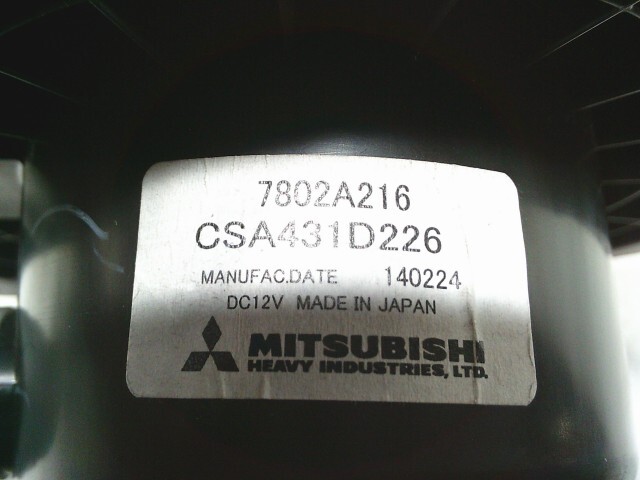 7802A216
CSA431D226
MANUFAC.DATE 140224
DC12V MADE IN JAPAN
MITSUBISHI
HEAVY INDUSTRIES, LTD.